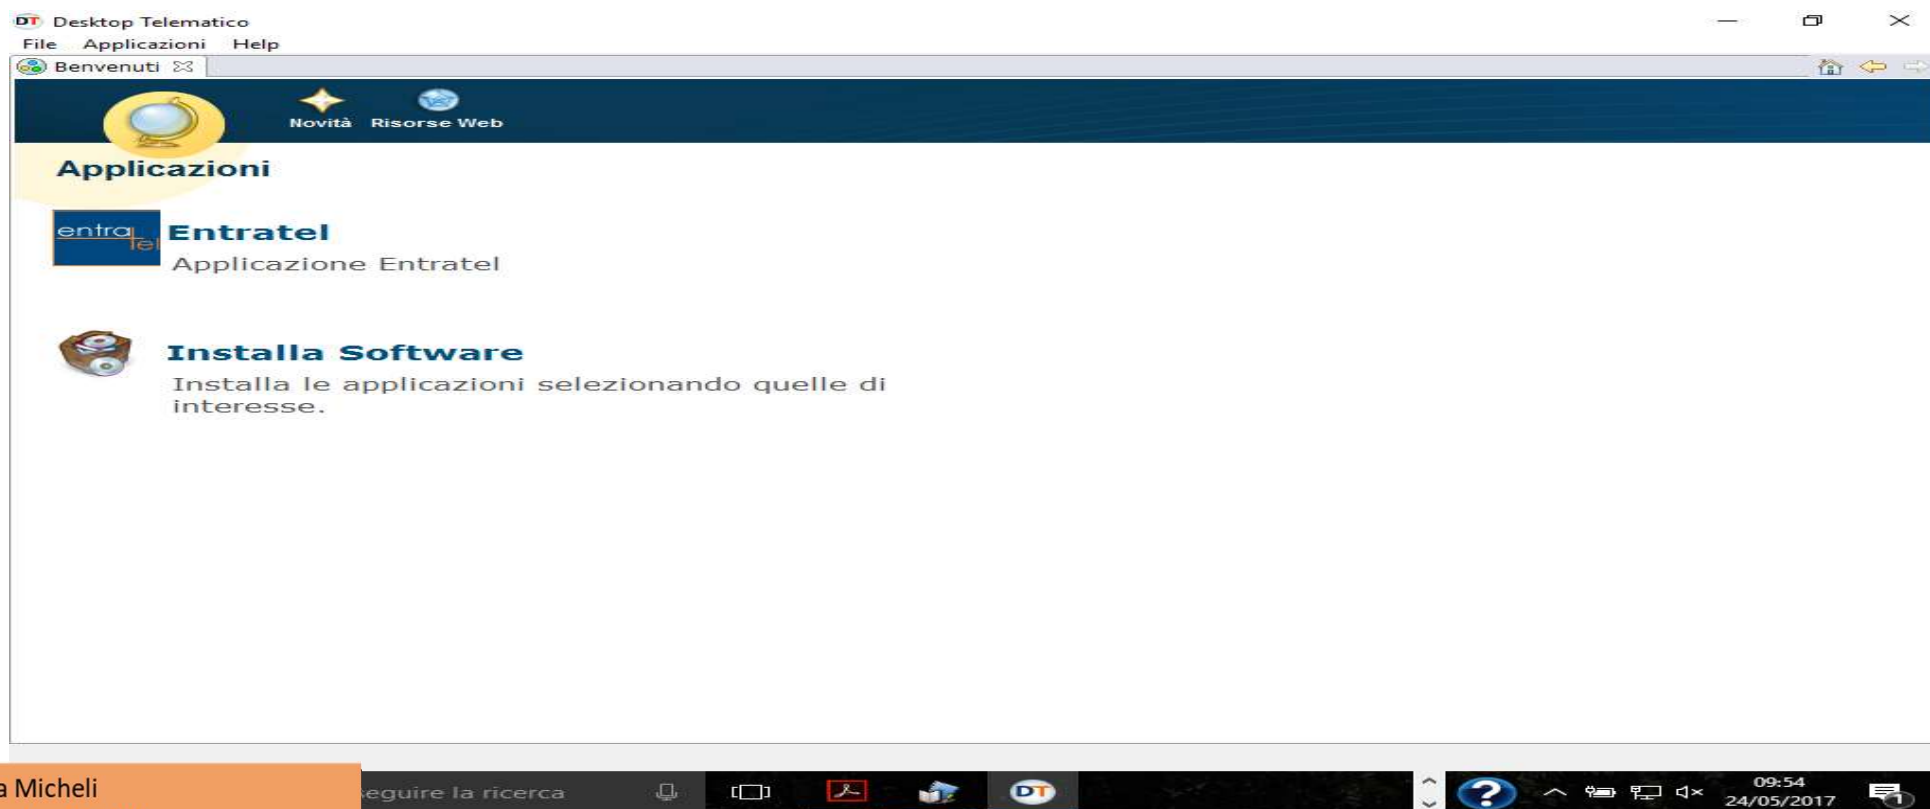 DT Desktop Telematico
File Applicazioni Help
Benvenuti
Novità Risorse Web
Applicazioni
entratel
Entratel
Applicazione Entratel
Installa Software
Installa le applicazioni selezionando quelle di
interesse.
a Micheli
eguire la ricerca
DT
?
09:54
24/05/2017
1